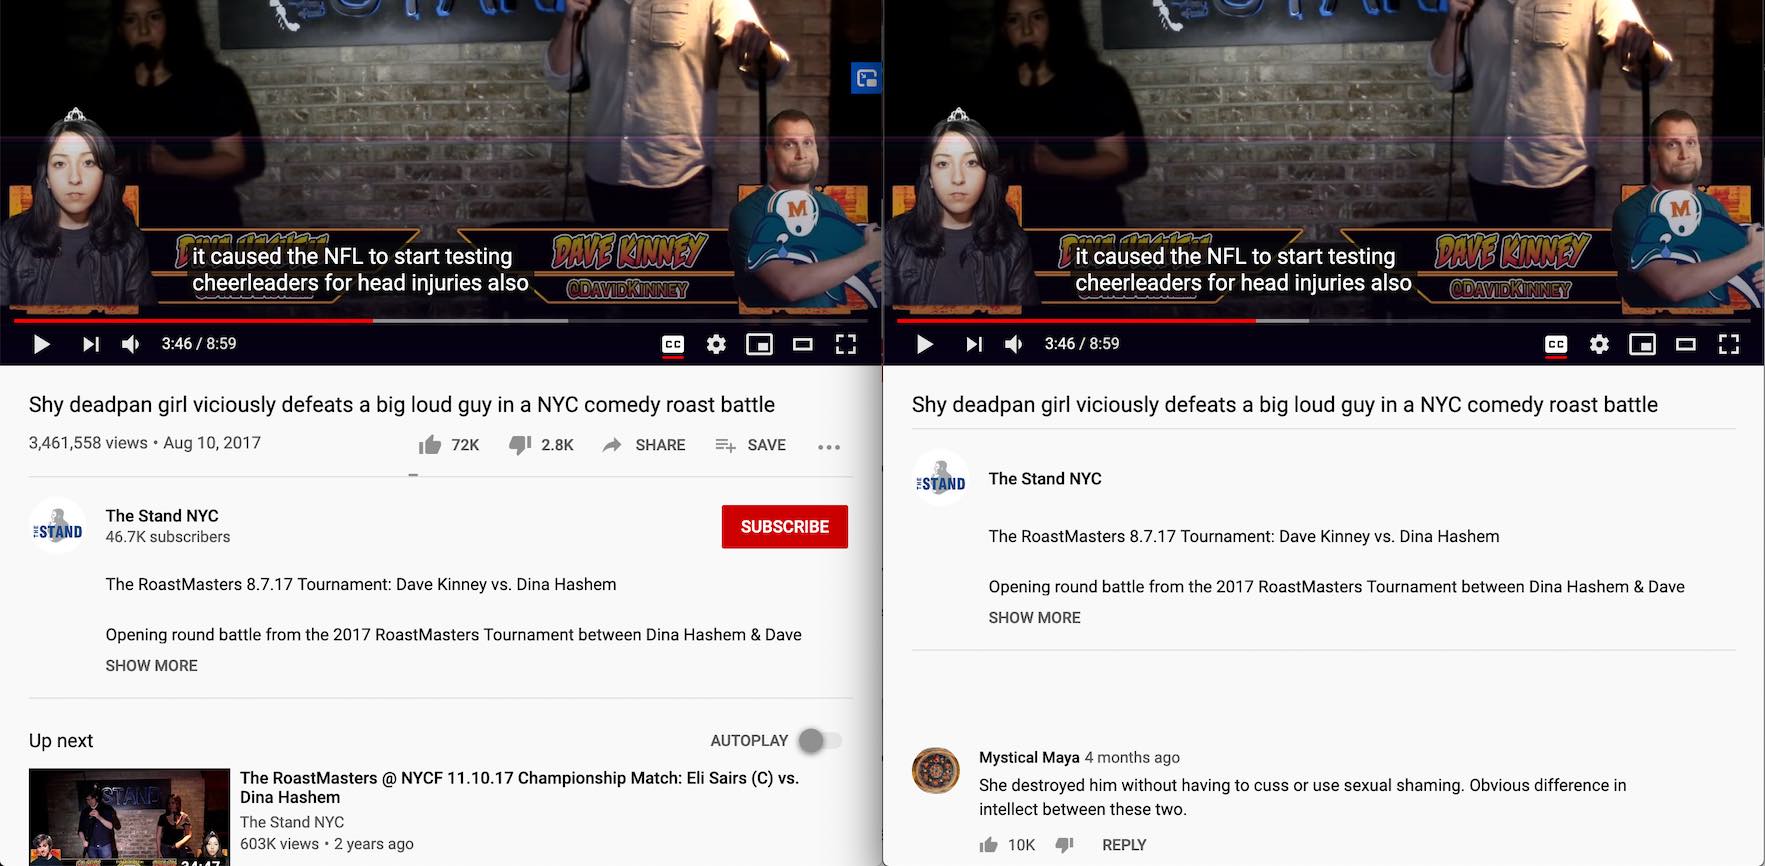 STAND
M
DAVE KINNEY
@DAVIDKINNEY
it caused the NFL to start testing
cheerleaders for head injuries also
3:46 / 8:59
CC
Shy deadpan girl viciously defeats a big loud guy in a NYC comedy roast battle
3,461,558 views • Aug 10, 2017
72K
2.8K
SHARE
SAVE
THE STAND
The Stand NYC
46.7K subscribers
SUBSCRIBE
The RoastMasters 8.7.17 Tournament: Dave Kinney vs. Dina Hashem
Opening round battle from the 2017 RoastMasters Tournament between Dina Hashem & Dave
SHOW MORE
Up next
AUTOPLAY
STAND
The RoastMasters @ NYCF 11.10.17 Championship Match: Eli Sairs (C) vs.
Dina Hashem
The Stand NYC
603K views • 2 years ago
STAND
M
DAVE KINNEY
@DAVIDKINNEY
it caused the NFL to start testing
cheerleaders for head injuries also
3:46 / 8:59
CC
Shy deadpan girl viciously defeats a big loud guy in a NYC comedy roast battle
THE STAND
The Stand NYC
The RoastMasters 8.7.17 Tournament: Dave Kinney vs. Dina Hashem
Opening round battle from the 2017 RoastMasters Tournament between Dina Hashem & Dave
SHOW MORE
Mystical Maya 4 months ago
She destroyed him without having to cuss or use sexual shaming. Obvious difference in
intellect between these two.
10K
REPLY